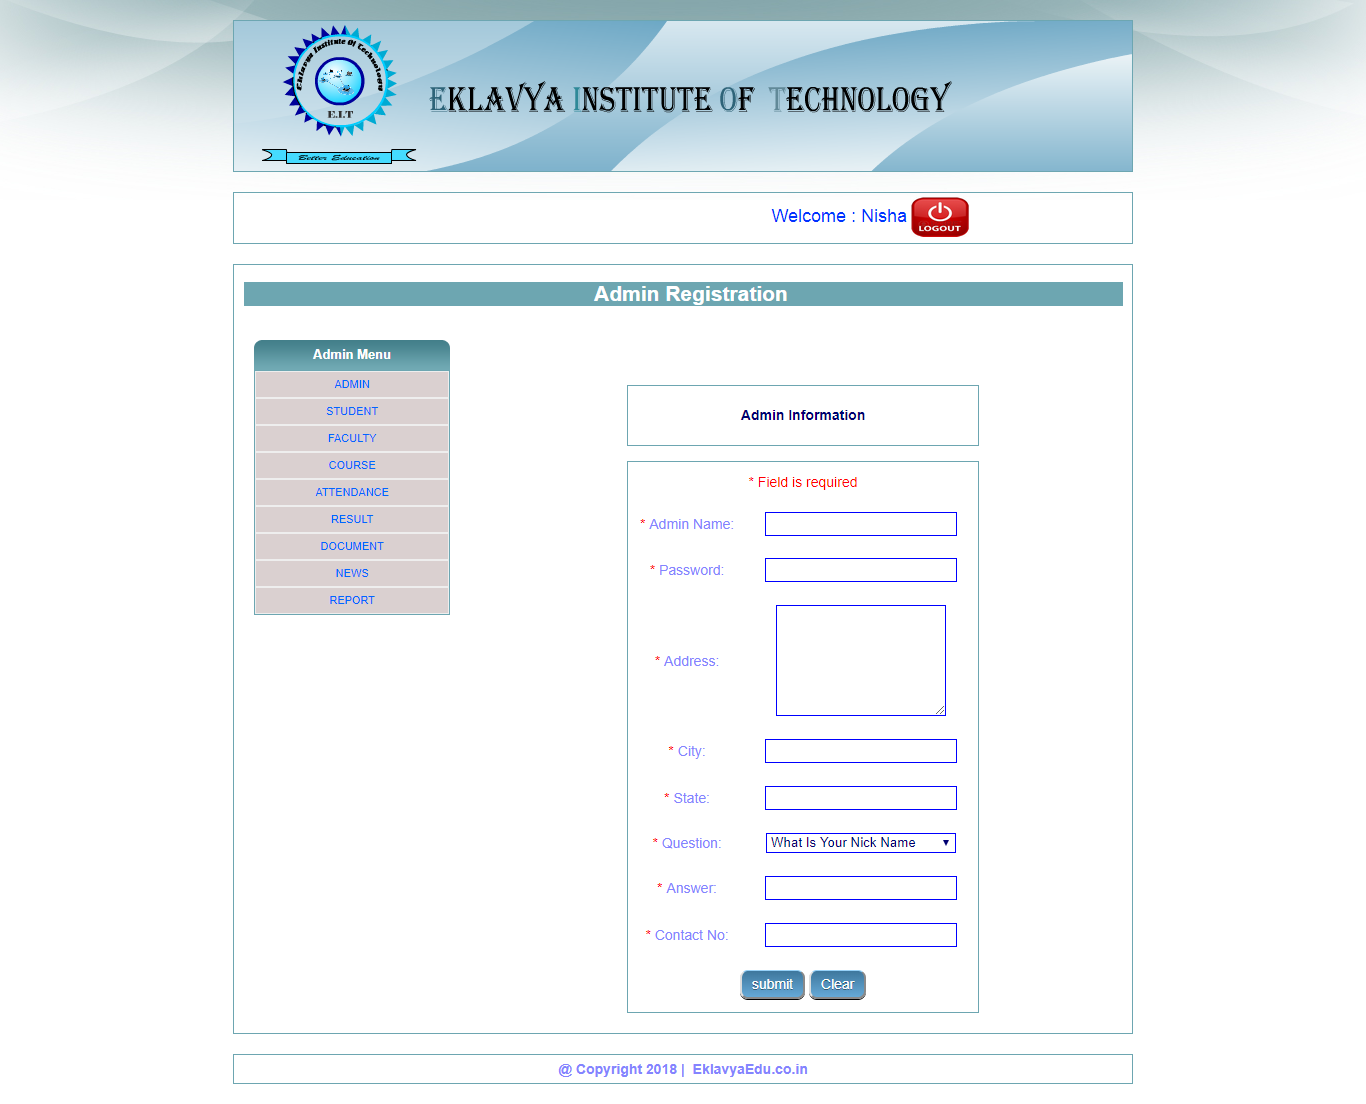 Eklavya Institute Of Technology
E.I.T
Better Education
EKLAVYA INSTITUTE OF TECHNOLOGY
Welcome : Nisha
LOGOUT
Admin Registration
Admin Menu
ADMIN
STUDENT
FACULTY
COURSE
ATTENDANCE
RESULT
DOCUMENT
NEWS
REPORT
Admin Information
* Field is required
* Admin Name:
* Password:
* Address:
* City:
* State:
* Question: What Is Your Nick Name
* Answer:
* Contact No:
submit Clear
@ Copyright 2018 | EklavyaEdu.co.in